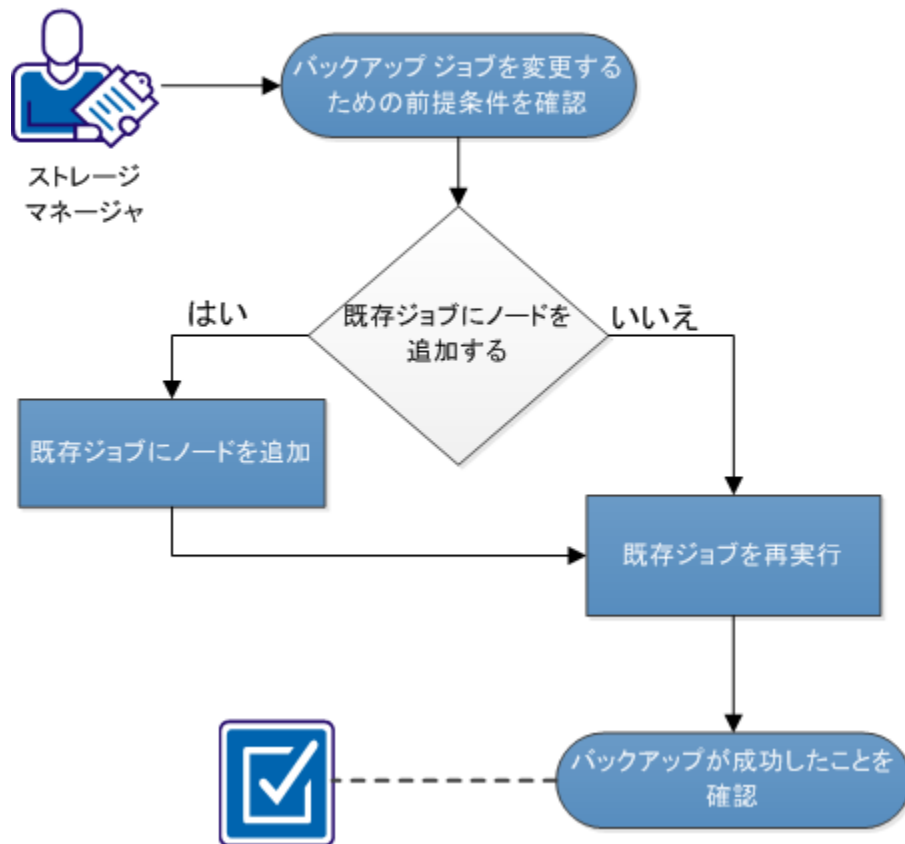 バックアップ ジョブを変更する
ための前提条件を確認
ストレージ
マネージャ
既存ジョブにノードを
追加する
はい
いいえ
既存ジョブにノードを追加
既存ジョブを再実行
バックアップが成功したことを
確認